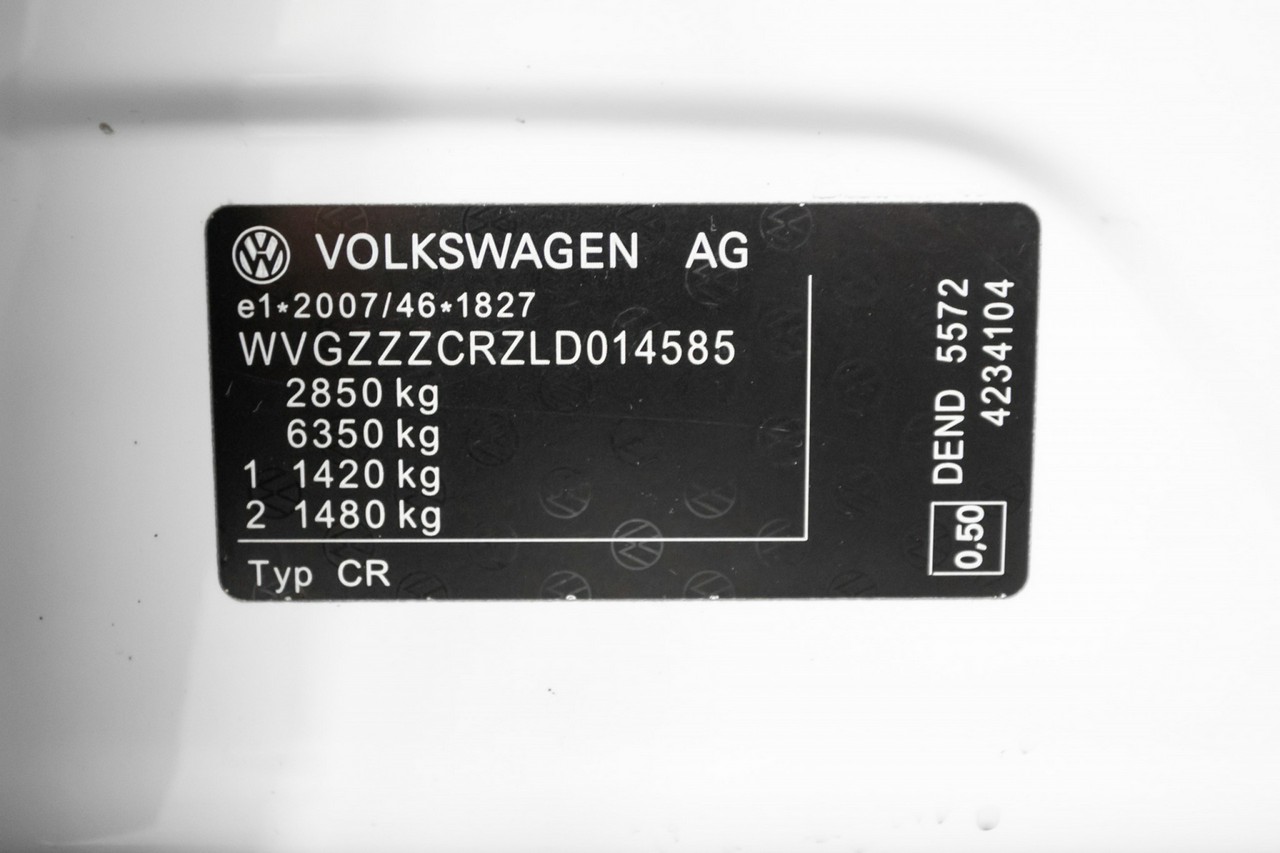 VOLKSWAGEN AG
e1*2007/46*1827
WVGZZZCRZLD014585
2850 kg
6350 kg
1 1420 kg
2 1480 kg
Typ CR
DEND 5572
4234104
0,50